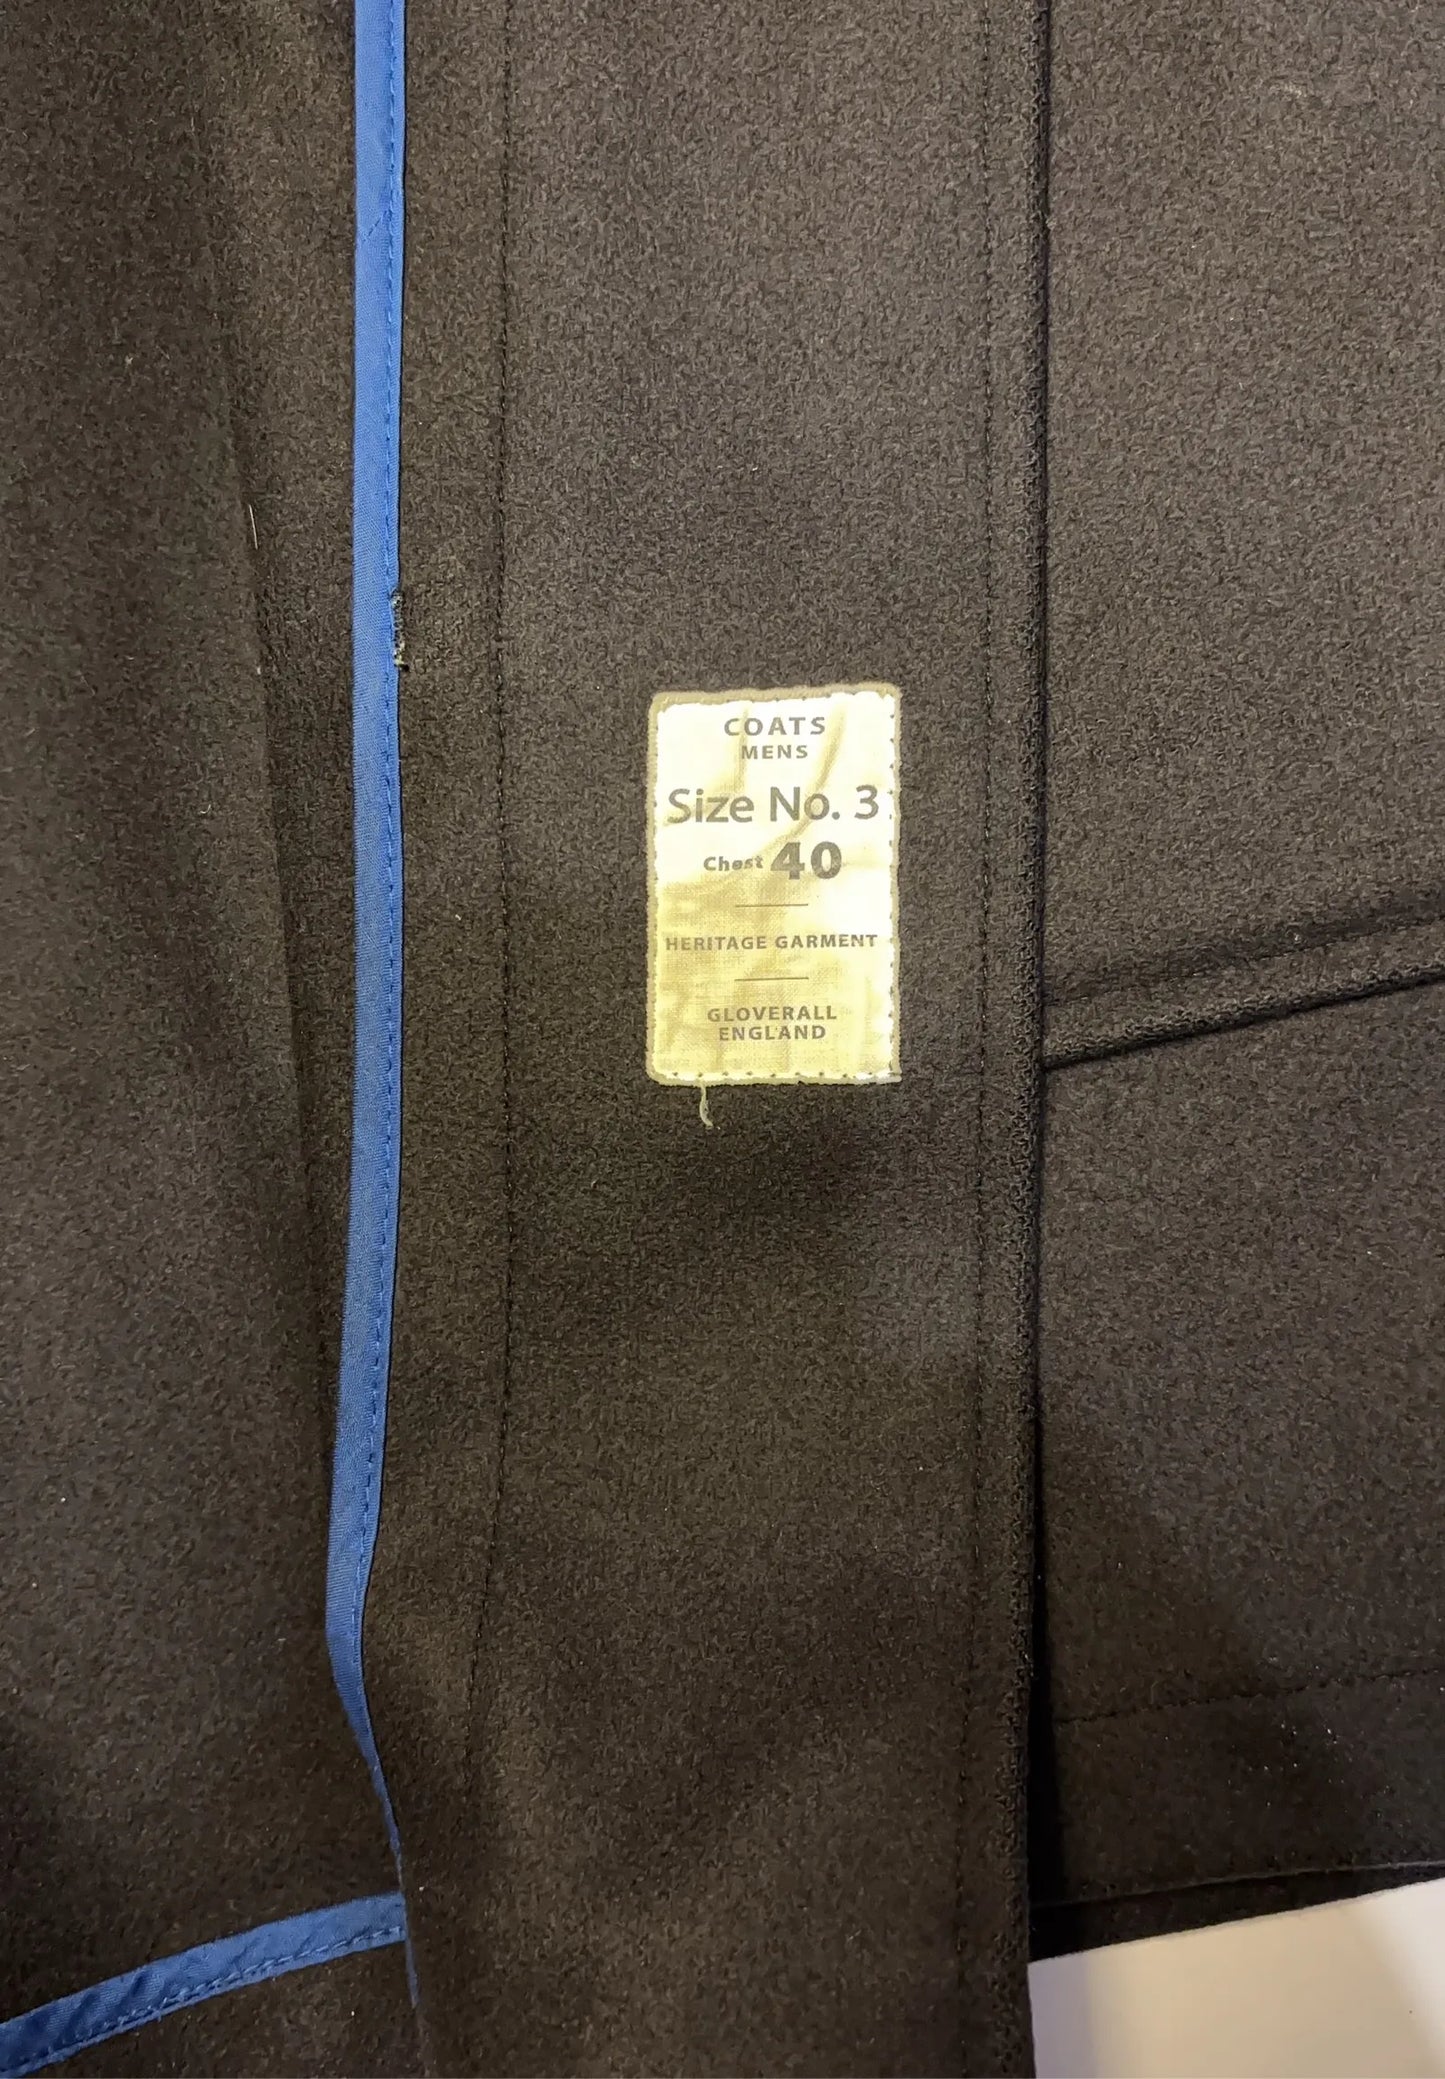 COATS
MENS
Size No. 3
Chest 40
HERITAGE GARMENT
GLOVERALL
ENGLAND